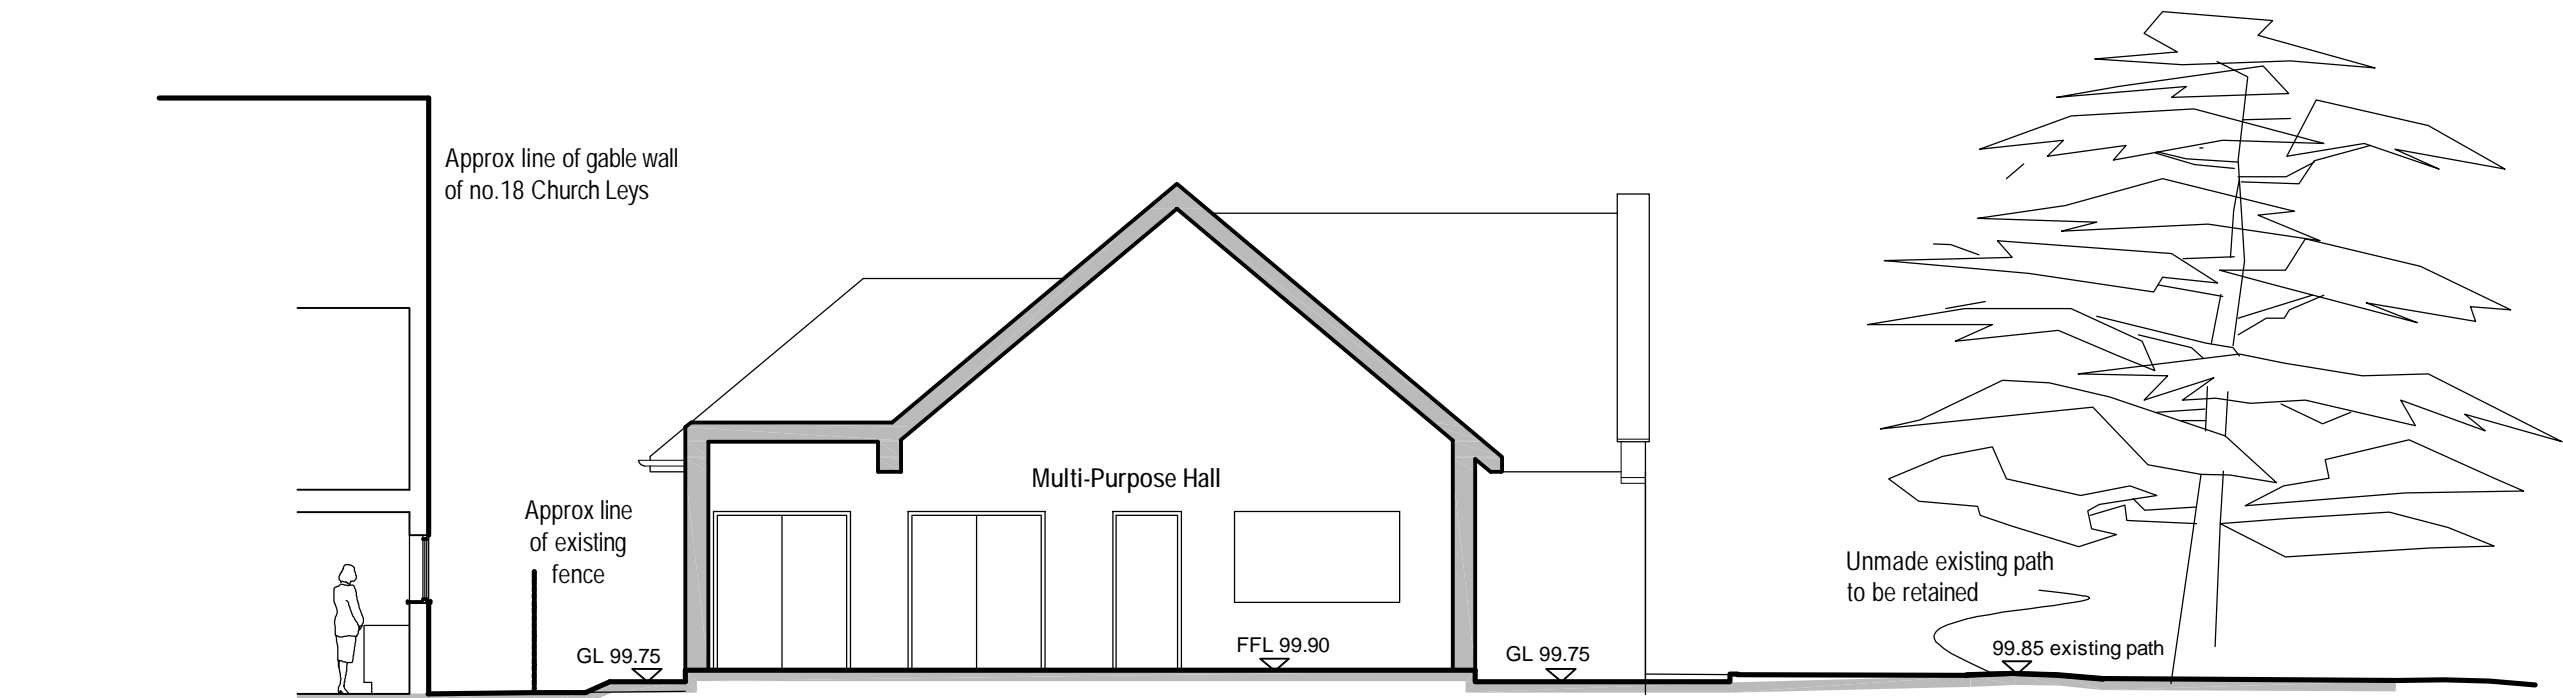 Approx line of gable wall
of no.18 Church Leys
Multi-Purpose Hall
Approx line
of existing
fence
Unmade existing path
to be retained
GL 99.75
FFL 99.90
GL 99.75
99.85 existing path